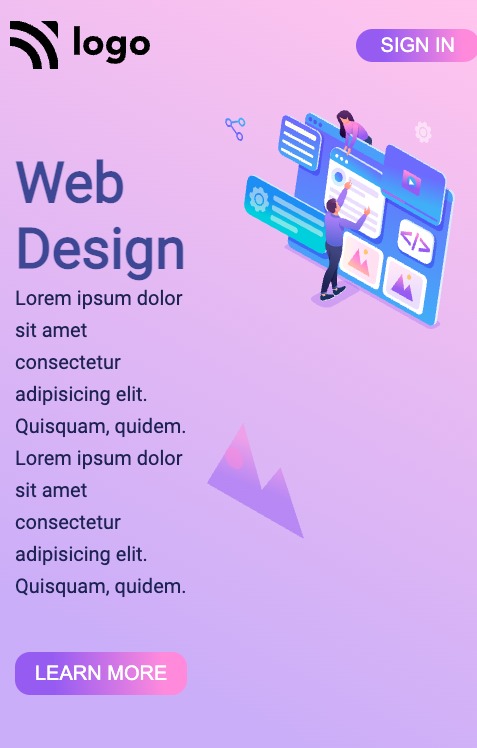 logo
SIGN IN
Web
Design
Lorem ipsum dolor
sit amet
consectetur
adipisicing elit.
Quisquam, quidem.
Lorem ipsum dolor
sit amet
consectetur
adipisicing elit.
Quisquam, quidem.
</>
LEARN MORE